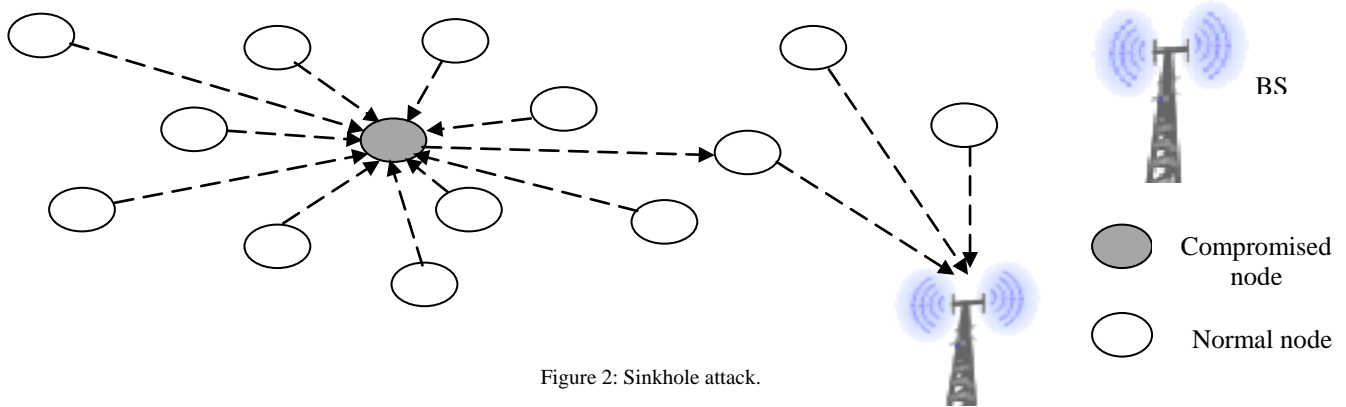 BS
Compromised
node
Normal node
Figure 2: Sinkhole attack.